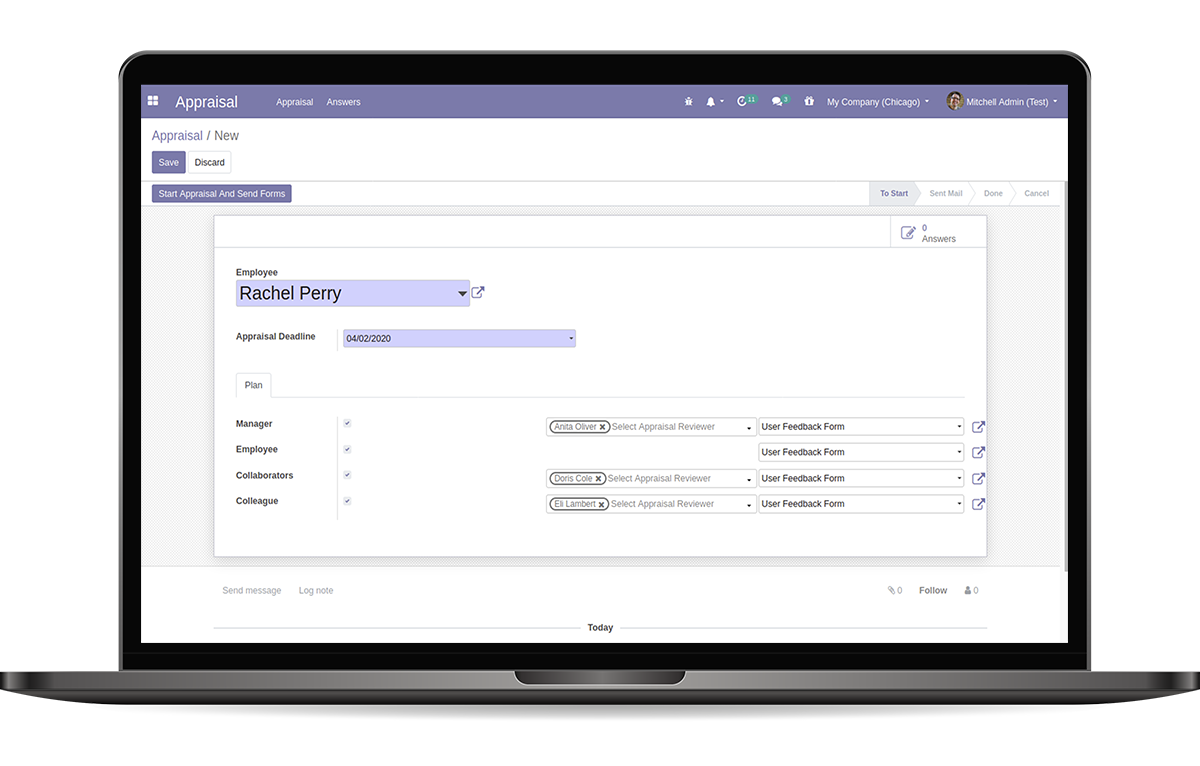 Appraisal Appraisal Answers 11 3 My Company (Chicago) Mitchell Admin (Test)
Appraisal / New
Save Discard
Start Appraisal And Send Forms To Start Sent Mail Done Cancel
0
Answers
Employee
Rachel Perry
Appraisal Deadline 04/02/2020
Plan
Manager Anita Oliver Select Appraisal Reviewer User Feedback Form
Employee User Feedback Form
Collaborators Doris Cole Select Appraisal Reviewer User Feedback Form
Colleague Eli Lambert Select Appraisal Reviewer User Feedback Form
Send message Log note 0 Follow 0
Today